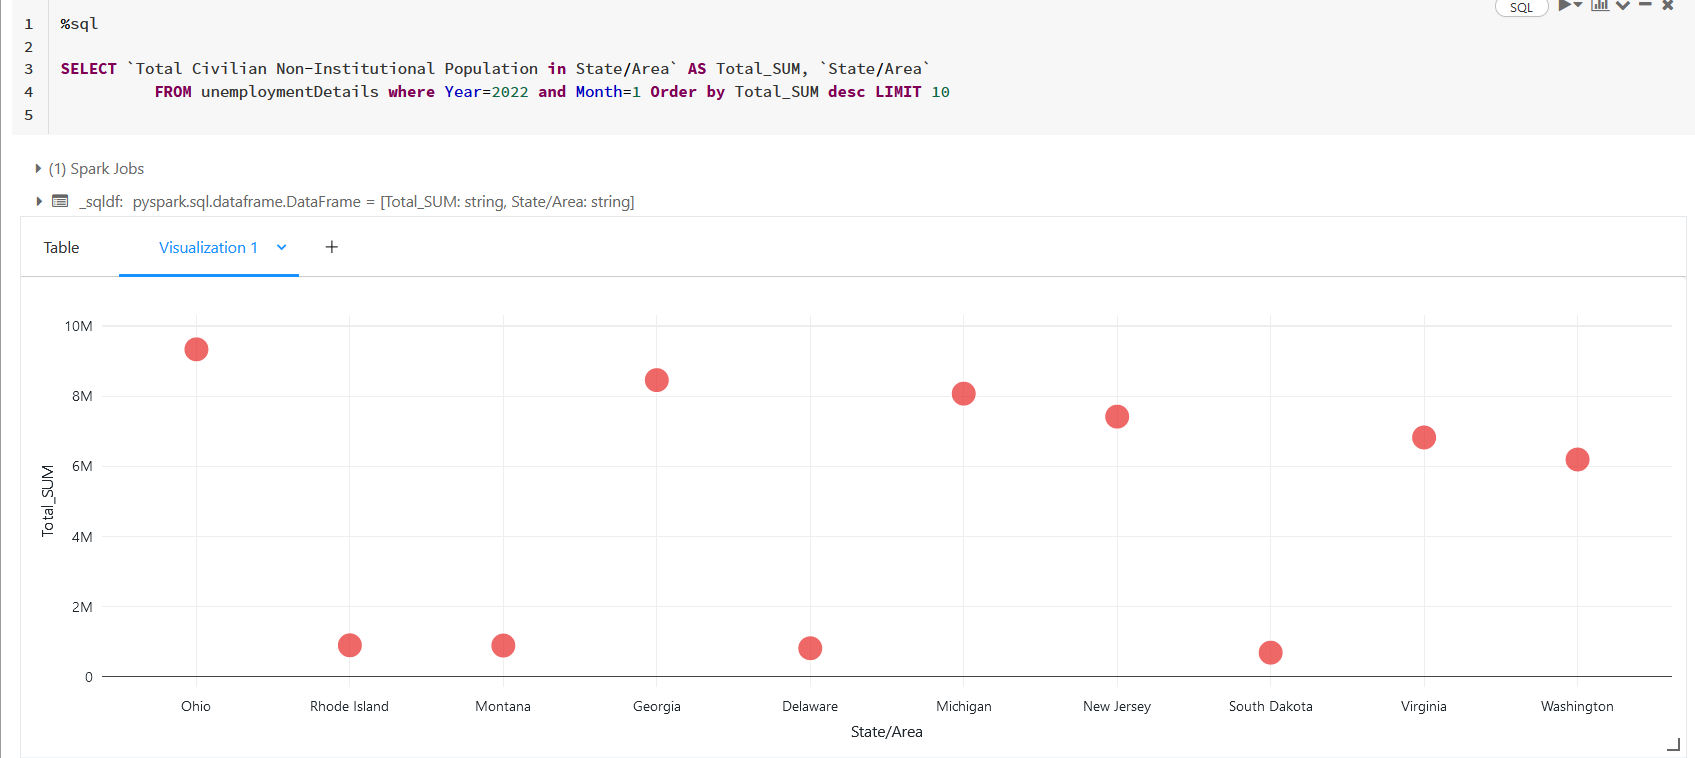 SQL
1 %sql
2
3 SELECT `Total Civilian Non-Institutional Population in State/Area` AS Total_SUM, `State/Area`
4 FROM unemploymentDetails where Year=2022 and Month=1 Order by Total_SUM desc LIMIT 10
5
(1) Spark Jobs
_sqldf: pyspark.sql.dataframe.DataFrame = [Total_SUM: string, State/Area: string]
Table Visualization 1 +
10M
8M
6M
4M
2M
0
Total_SUM
Ohio Rhode Island Montana Georgia Delaware Michigan New Jersey South Dakota Virginia Washington
State/Area